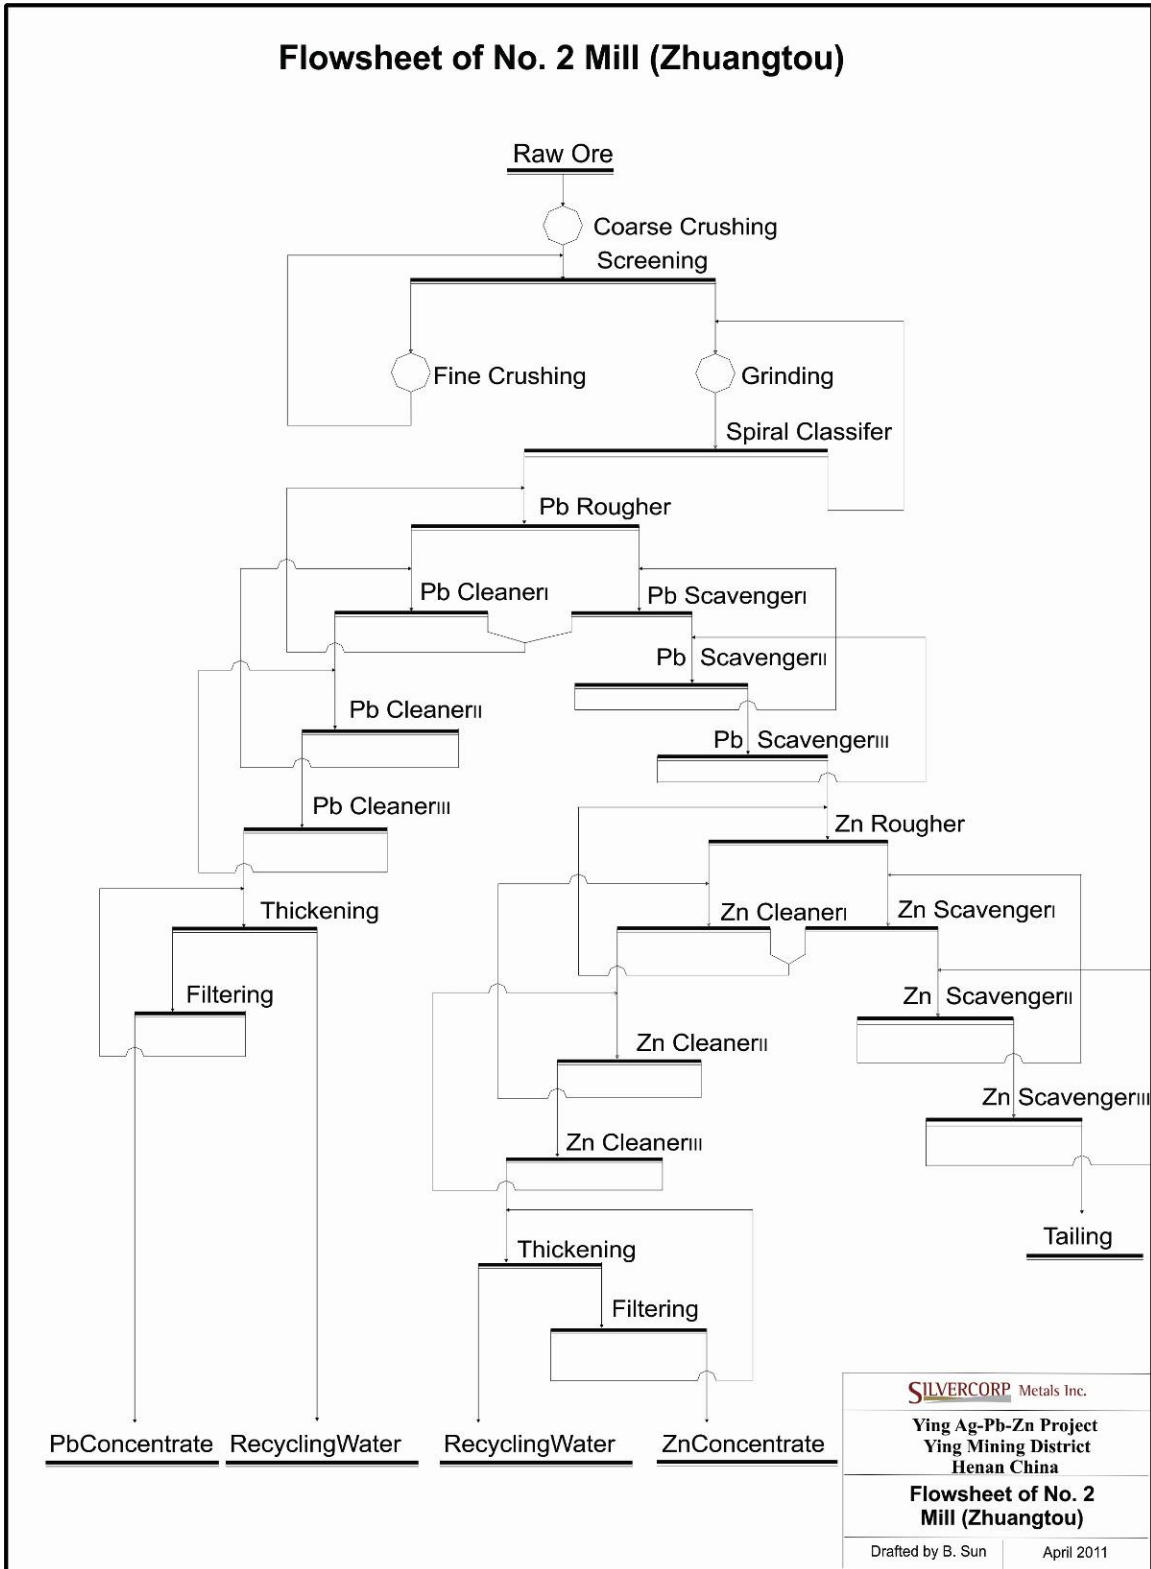 Flowsheet of No. 2 Mill (Zhuangtou)
Raw Ore
Coarse Crushing
Screening
Fine Crushing
Grinding
Spiral Classifer
Pb Rougher
Pb CleanerI
Pb ScavengerI
Pb ScavengerII
Pb CleanerII
Pb ScavengerIII
Pb CleanerIII
Zn Rougher
Thickening
Zn CleanerI
Zn ScavengerI
Filtering
Zn ScavengerII
Zn CleanerII
Zn ScavengerIII
Zn CleanerIII
Tailing
Thickening
Filtering
PbConcentrate
RecyclingWater
RecyclingWater
ZnConcentrate
SILVERCORP Metals Inc.
Ying Ag-Pb-Zn Project
Ying Mining District
Henan China
Flowsheet of No. 2
Mill (Zhuangtou)
Drafted by B. Sun
April 2011